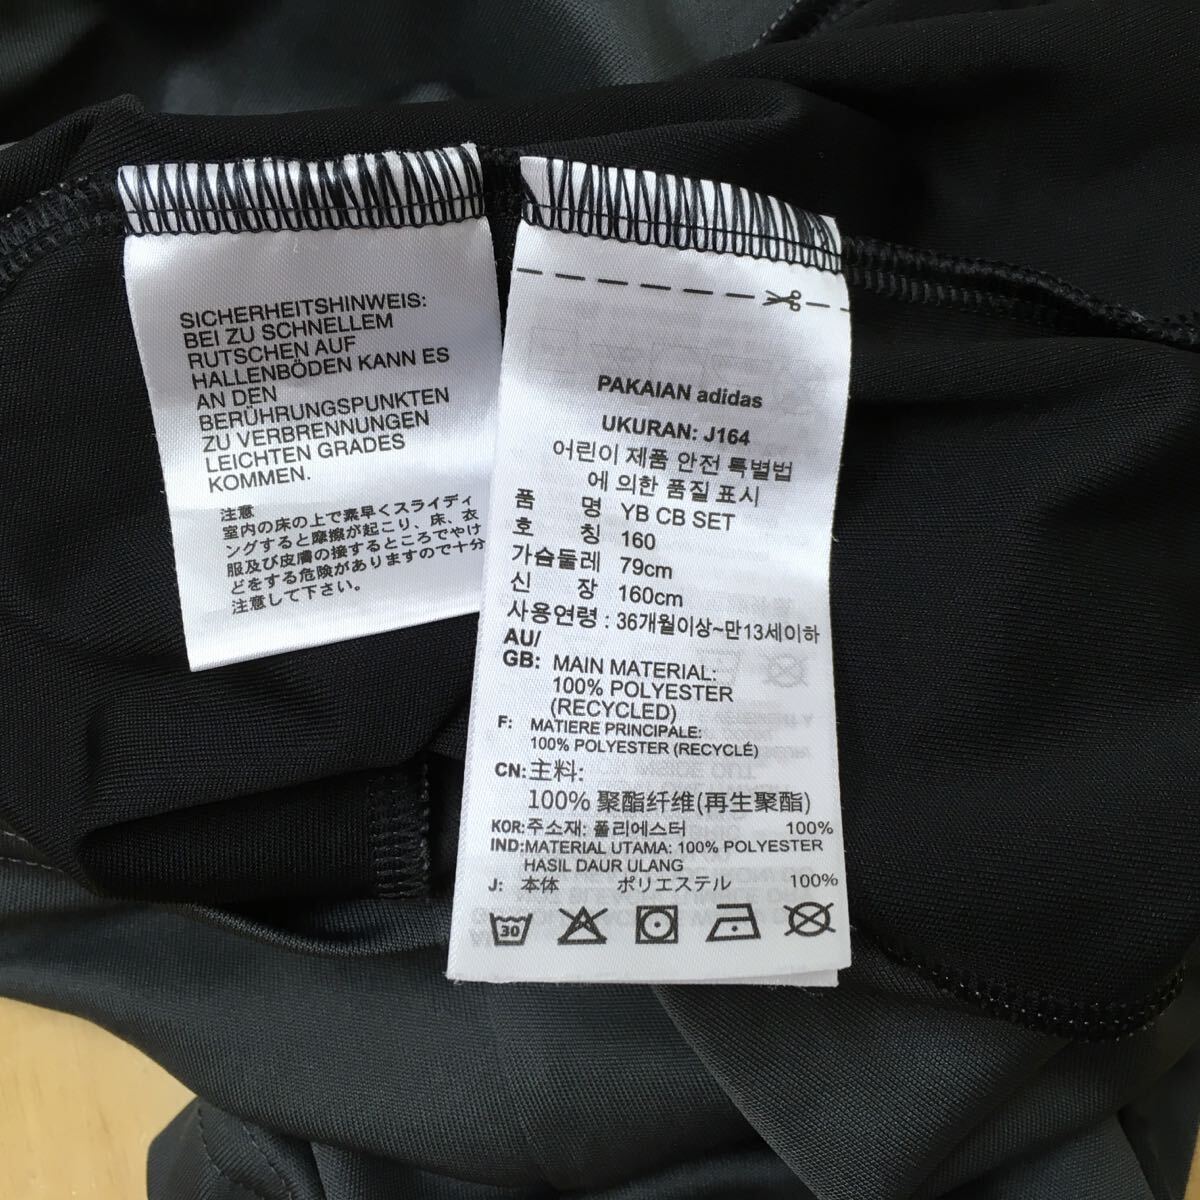 SICHERHEITSHINWEIS:
BEI ZU SCHNELLEM
RUTSCHEN AUF
HALLENBÖDEN KANN ES
AN DEN
BERÜHRUNGSPUNKTEN
ZU VERBRENNUNGEN
LEICHTEN GRADES
KOMMEN.
注意
室内の床の上で素早くスライディ
ングすると摩擦が起こり、床、衣
服及び皮膚の接するところでやけ
どをする危険がありますので十分
注意して下さい。
PAKAIAN adidas
UKURAN: J164
어린이 제품 안전 특별법
에 의한 품질 표시
품 명 YB CB SET
호 칭 160
가슴둘레 79cm
신 장 160cm
사용연령 : 36개월이상~만13세이하
AU/
GB: MAIN MATERIAL:
100% POLYESTER
(RECYCLED)
F: MATIERE PRINCIPALE:
100% POLYESTER (RECYCLÉ)
CN: 主料:
100% 聚酯纤维(再生聚酯)
KOR: 주소재: 폴리에스터 100%
IND: MATERIAL UTAMA: 100% POLYESTER
HASIL DAUR ULANG
J: 本体 ポリエステル 100%
30